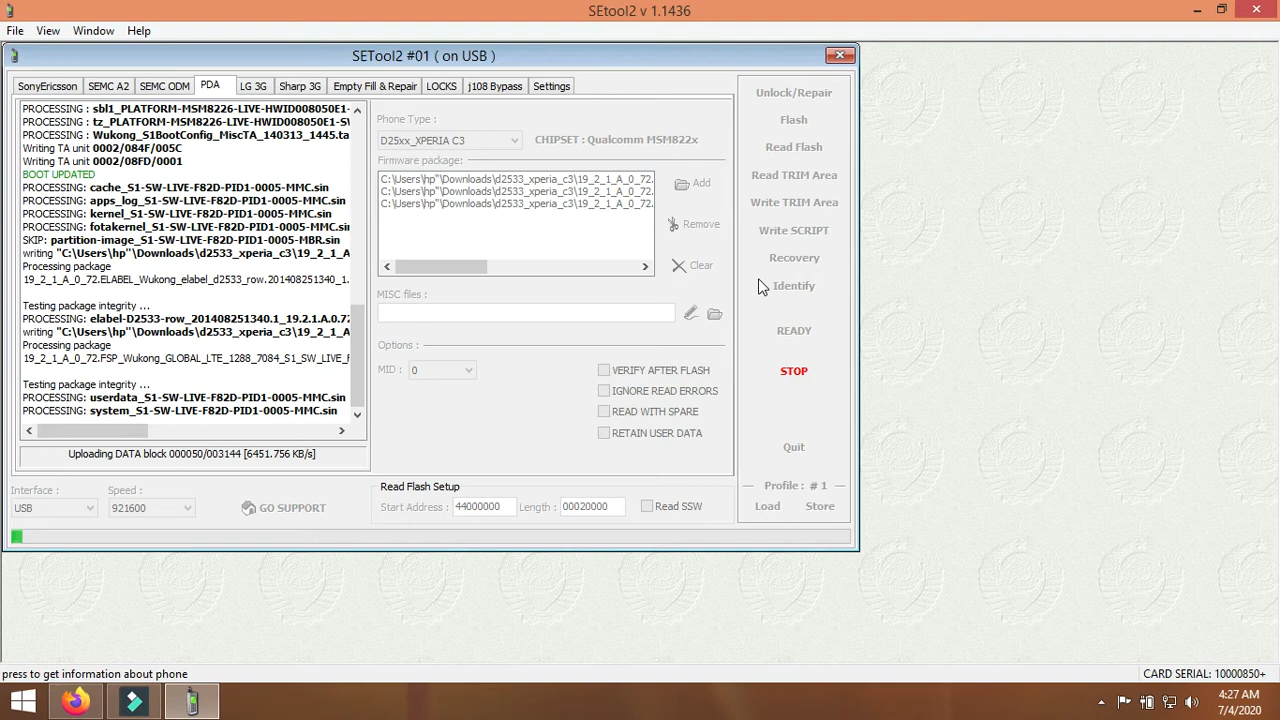 SEtool2 v 1.1436
File View Window Help
SETool2 #01 ( on USB )
SonyEricsson SEMC A2 SEMC ODM PDA LG 3G Sharp 3G Empty Fill & Repair LOCKS j108 Bypass Settings
PROCESSING : sbl1_PLATFORM-MSM8226-LIVE-HWID008050E1-
PROCESSING : tz_PLATFORM-MSM8226-LIVE-HWID008050E1-SW
PROCESSING : Wukong_S1BootConfig_MiscTA_140313_1445.ta
Writing TA unit 0002/084F/005C
Writing TA unit 0002/08FD/0001
BOOT UPDATED
PROCESSING: cache_S1-SW-LIVE-F82D-PID1-0005-MMC.sin
PROCESSING: apps_log_S1-SW-LIVE-F82D-PID1-0005-MMC.sin
PROCESSING: kernel_S1-SW-LIVE-F82D-PID1-0005-MMC.sin
PROCESSING: fotakernel_S1-SW-LIVE-F82D-PID1-0005-MMC.sin
SKIP: partition-image_S1-SW-LIVE-F82D-PID1-0005-MBR.sin
writing "C:\Users\hp"\Downloads\d2533_xperia_c3\19_2_1_A
Processing package
19_2_1_A_0_72.ELABEL_Wukong_elabel_d2533_row.201408251340_1.
Testing package integrity ...
PROCESSING: elabel-D2533-row_201408251340.1_19.2.1.A.0.72
writing "C:\Users\hp"\Downloads\d2533_xperia_c3\19_2_1_A
Processing package
19_2_1_A_0_72.FSP_Wukong_GLOBAL_LTE_1288_7084_S1_SW_LIVE_F
Testing package integrity ...
PROCESSING: userdata_S1-SW-LIVE-F82D-PID1-0005-MMC.sin
PROCESSING: system_S1-SW-LIVE-F82D-PID1-0005-MMC.sin
Uploading DATA block 000050/003144 [6451.756 KB/s]
Phone Type :
D25xx_XPERIA C3 CHIPSET : Qualcomm MSM822x
Firmware package:
C:\Users\hp"\Downloads\d2533_xperia_c3\19_2_1_A_0_72.
C:\Users\hp"\Downloads\d2533_xperia_c3\19_2_1_A_0_72.
C:\Users\hp"\Downloads\d2533_xperia_c3\19_2_1_A_0_72.
Add
Remove
Clear
MISC files :
Options :
MID : 0
VERIFY AFTER FLASH
IGNORE READ ERRORS
READ WITH SPARE
RETAIN USER DATA
Unlock/Repair
Flash
Read Flash
Read TRIM Area
Write TRIM Area
Write SCRIPT
Recovery
Identify
READY
STOP
Quit
Profile : # 1
Load Store
Interface : Speed :
USB 921600 GO SUPPORT
Read Flash Setup
Start Address : 44000000 Length : 00020000 Read SSW
press to get information about phone
CARD SERIAL: 10000850+
4:27 AM
7/4/2020